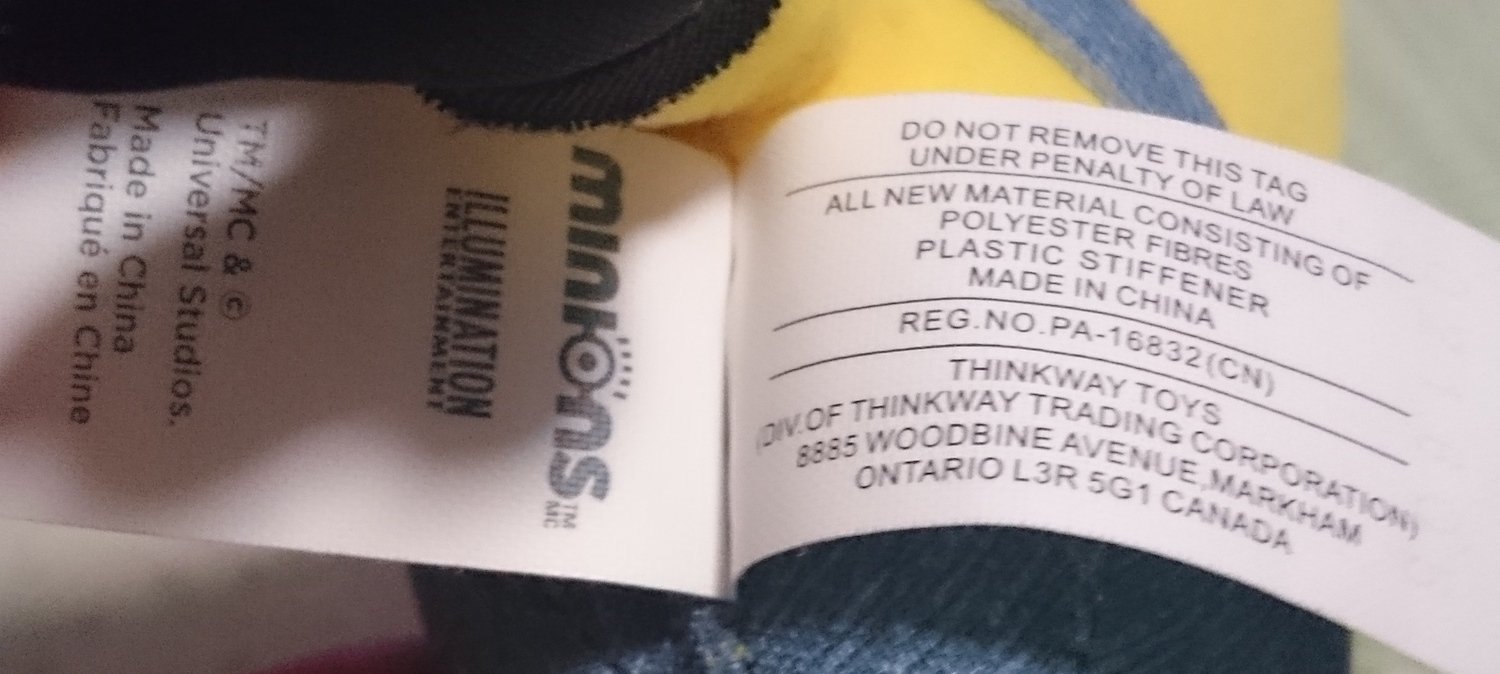 minions
TM
MC
ILLUMINATION
ENTERTAINMENT
TM/MC & ©
Universal Studios.
Made in China
Fabriqué en Chine
DO NOT REMOVE THIS TAG
UNDER PENALTY OF LAW
ALL NEW MATERIAL CONSISTING OF
POLYESTER FIBRES
PLASTIC STIFFENER
MADE IN CHINA
REG.NO.PA-16832(CN)
THINKWAY TOYS
(DIV.OF THINKWAY TRADING CORPORATION)
8885 WOODBINE AVENUE,MARKHAM
ONTARIO L3R 5G1 CANADA